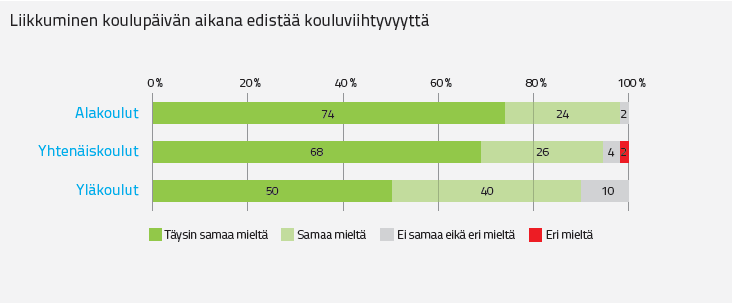 Liikkuminen koulupäivän aikana edistää kouluviihtyvyyttä
0 % 20 % 40 % 60 % 80 % 100 %
Alakoulut 74 24 2
Yhtenäiskoulut 68 26 4 2
Yläkoulut 50 40 10
Täysin samaa mieltä Samaa mieltä Ei samaa eikä eri mieltä Eri mieltä